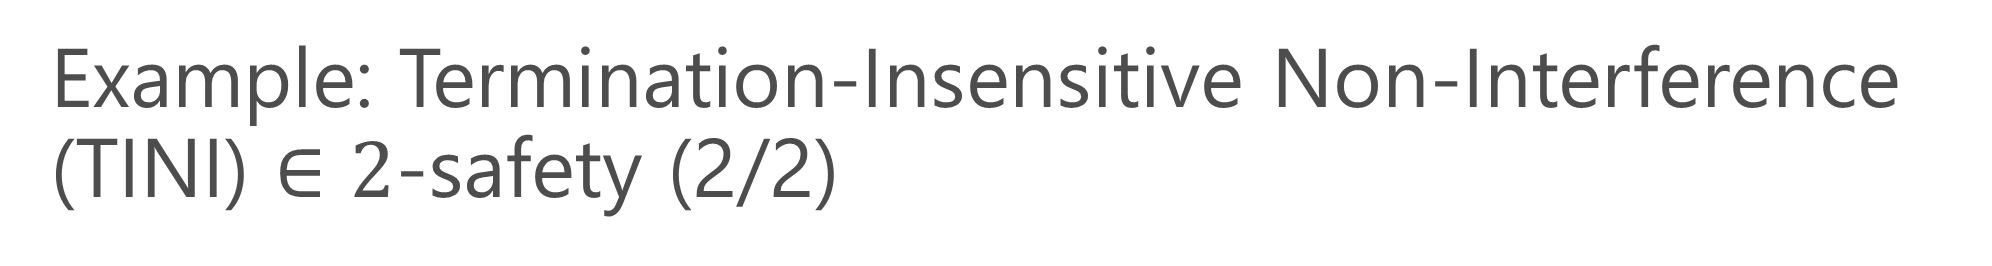 Example: Termination-Insensitive Non-Interference
(TINI) ∈ 2-safety (2/2)